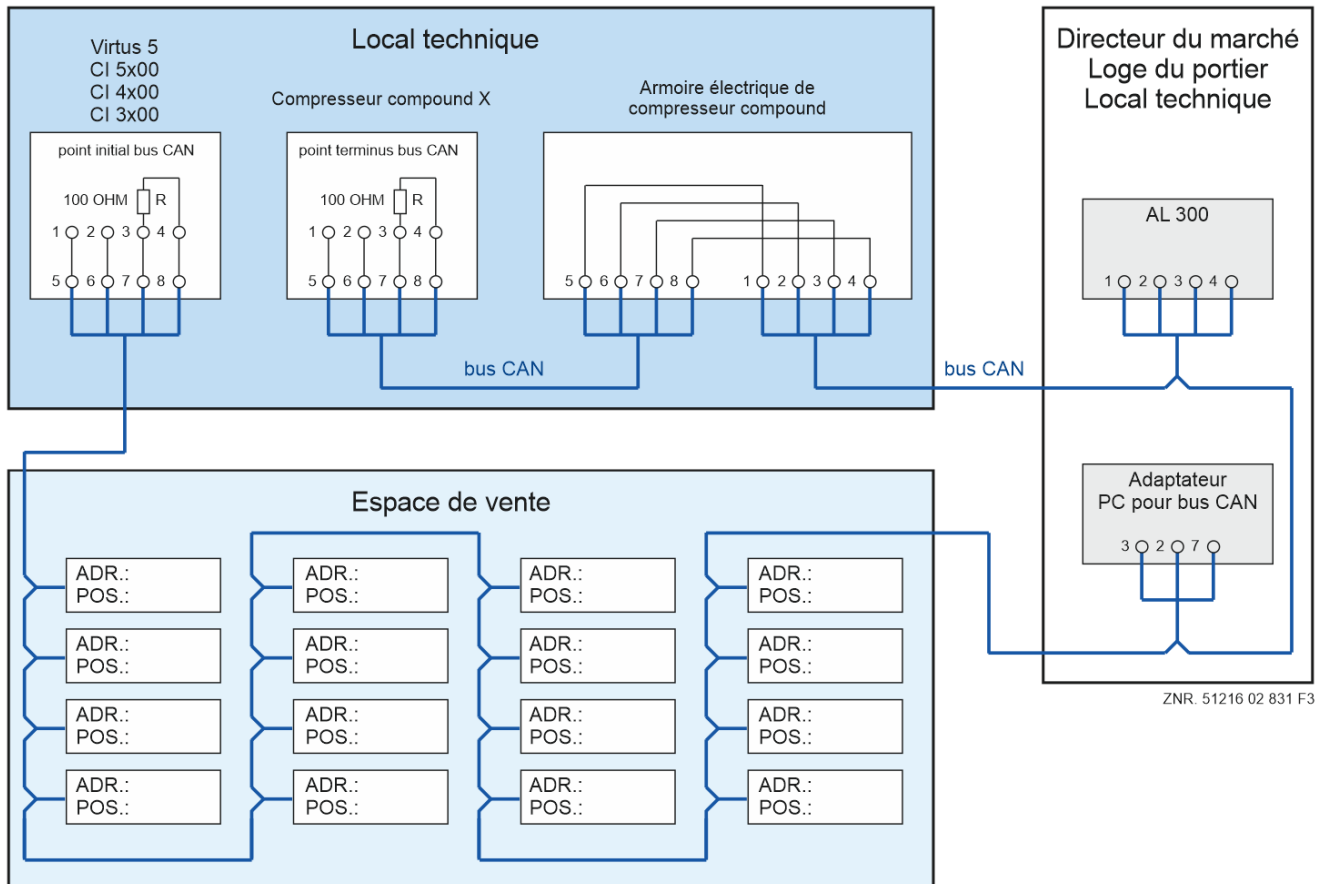 Local technique
Virtus 5
CI 5x00
CI 4x00
CI 3x00
Compresseur compound X
Armoire électrique de
compresseur compound
point initial bus CAN
100 OHM R
1 2 3 4
5 6 7 8
point terminus bus CAN
100 OHM R
1 2 3 4
5 6 7 8
5 6 7 8 1 2 3 4
bus CAN
bus CAN
Directeur du marché
Loge du portier
Local technique
AL 300
1 2 3 4
Adaptateur
PC pour bus CAN
3 2 7
ZNR. 51216 02 831 F3
Espace de vente
ADR.: ADR.: ADR.: ADR.:
POS.: POS.: POS.: POS.:
ADR.: ADR.: ADR.: ADR.:
POS.: POS.: POS.: POS.:
ADR.: ADR.: ADR.: ADR.:
POS.: POS.: POS.: POS.:
ADR.: ADR.: ADR.: ADR.:
POS.: POS.: POS.: POS.: